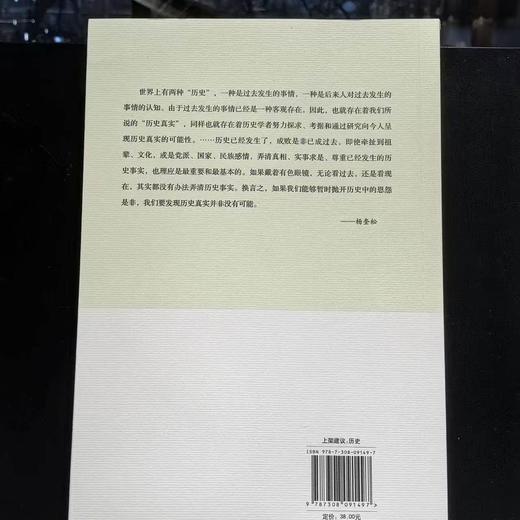 世界上有两种“历史”，一种是过去发生的事情，一种是后来人对过去发生的
事情的认知。由于过去发生的事情已经是一种客观存在。因此，也就存在着我们所
说的“历史真实”，同样也就存在着历史学者努力探求、考据和通过研究向今人呈
现历史真实的可能性。……历史已经发生了，成败是非已成过去。即使牵扯到祖
辈、文化，或是党派、国家、民族感情，弄清真相、实事求是、尊重已经发生的历
史事实，也理应是最重要和最基本的。如果戴着有色眼镜，无论看过去，还是看现
在，其实都没有办法弄清历史事实。换言之，如果我们能够暂时抛开历史中的恩怨
是非，我们要发现历史真实并非没有可能。
——杨奎松
上架建议：历史
ISBN 978-7-308-09149-7
9 787308 091497
定价：38.00元